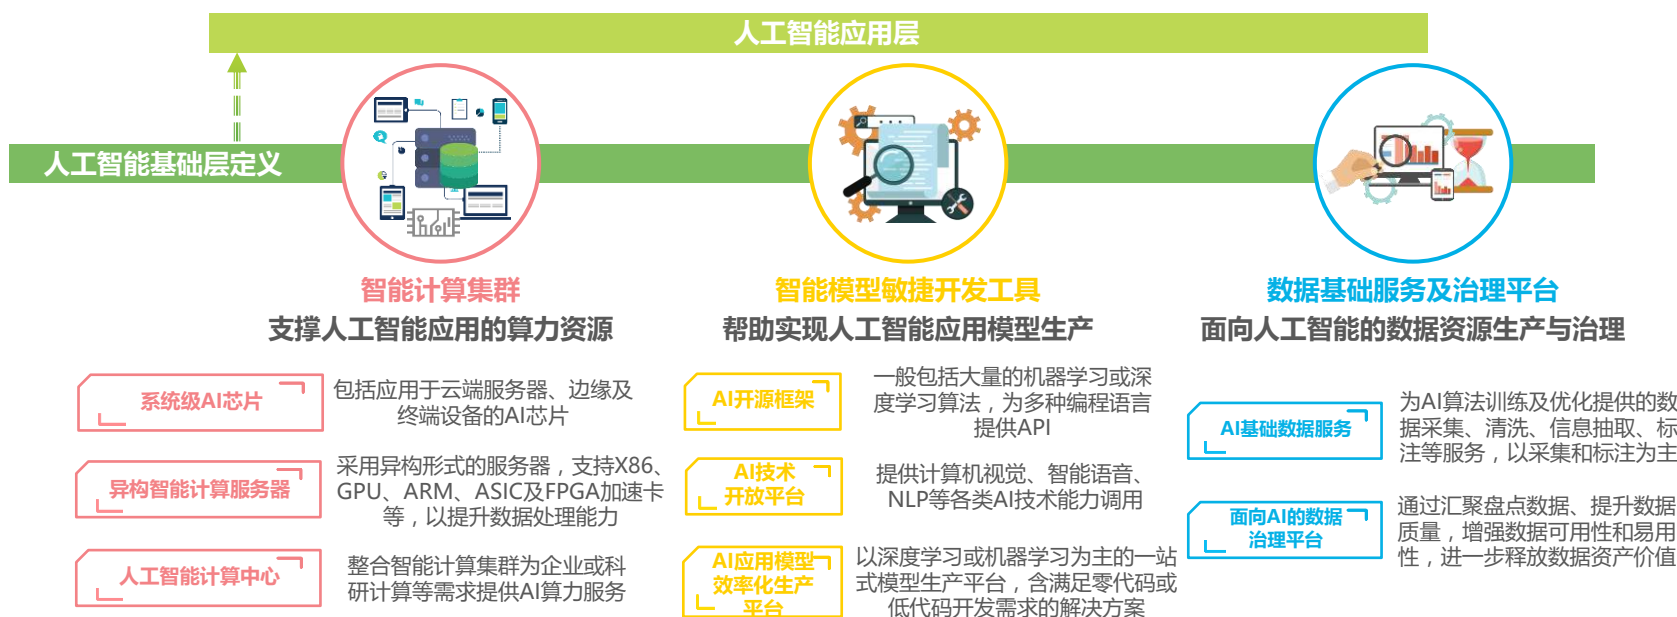 人工智能应用层
人工智能基础层定义
智能计算集群
支撑人工智能应用的算力资源
系统级AI芯片
包括应用于云端服务器、边缘及
终端设备的AI芯片
异构智能计算服务器
采用异构形式的服务器，支持X86、
GPU、ARM、ASIC及FPGA加速卡
等，以提升数据处理能力
人工智能计算中心
整合智能计算集群为企业或科
研计算等需求提供AI算力服务
智能模型敏捷开发工具
帮助实现人工智能应用模型生产
AI开源框架
一般包括大量的机器学习或深
度学习算法，为多种编程语言
提供API
AI技术
开放平台
提供计算机视觉、智能语音、
NLP等各类AI技术能力调用
AI应用模型
效率化生产
平台
以深度学习或机器学习为主的一站
式模型生产平台，含满足零代码或
低代码开发需求的解决方案
数据基础服务及治理平台
面向人工智能的数据资源生产与治理
AI基础数据服务
为AI算法训练及优化提供的数
据采集、清洗、信息抽取、标
注等服务，以采集和标注为主
面向AI的数据
治理平台
通过汇聚盘点数据、提升数据
质量，增强数据可用性和易用
性，进一步释放数据资产价值